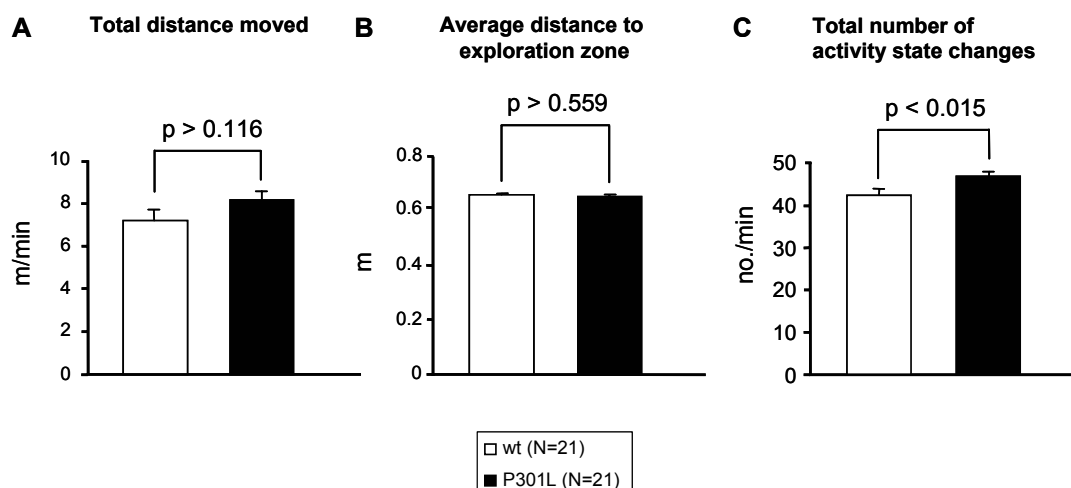 A
Total distance moved
p > 0.116
10
8
6
4
2
0
m/min
B
Average distance to
exploration zone
p > 0.559
0.8
0.6
0.4
0.2
0
m
C
Total number of
activity state changes
p < 0.015
50
40
30
20
10
0
no./min
wt (N=21)
P301L (N=21)